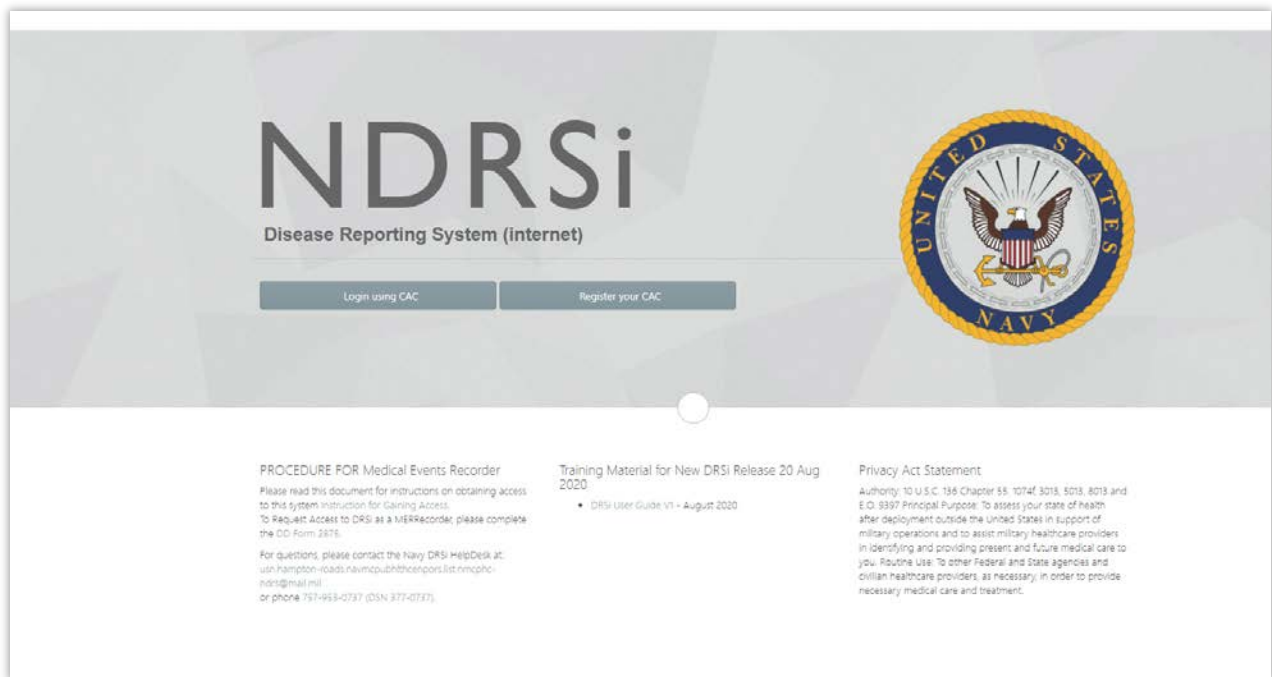 NDRSi
Disease Reporting System (internet)
UNITED STATES
NAVY
Login using CAC
Register your CAC
PROCEDURE FOR Medical Events Recorder
Please read this document for instructions on obtaining access
to this system Instruction for Gaining Access.
To Request Access to DRSi as a MERRecorder, please complete
the DD Form 2875.
For questions, please contact the Navy DRSi HelpDesk at:
usn.hampton-roads.navmcpubhlthcenpors.list.nmcphc-
ndrs@mail.mil
or phone 757-953-0737 (DSN 377-0737).
Training Material for New DRSi Release 20 Aug
2020
• DRSi User Guide V1 - August 2020
Privacy Act Statement
Authority: 10 U.S.C. 136 Chapter 55. 1074f, 3013, 5013, 8013 and
E.O. 9397 Principal Purpose: To assess your state of health
after deployment outside the United States in support of
military operations and to assist military healthcare providers
in identifying and providing present and future medical care to
you. Routine Use: To other Federal and State agencies and
civilian healthcare providers, as necessary, in order to provide
necessary medical care and treatment.